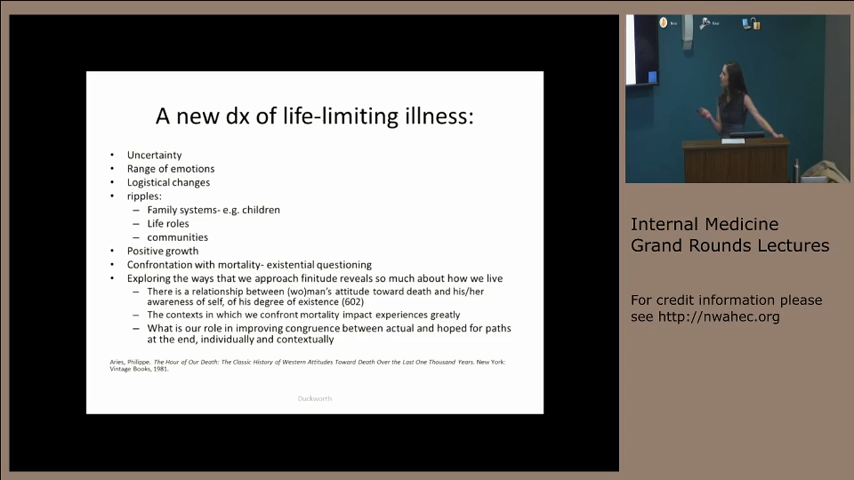 A new dx of life-limiting illness:
• Uncertainty
• Range of emotions
• Logistical changes
• ripples:
– Family systems- e.g. children
– Life roles
– communities
• Positive growth
• Confrontation with mortality- existential questioning
• Exploring the ways that we approach finitude reveals so much about how we live
– There is a relationship between (wo)man's attitude toward death and his/her
awareness of self, of his degree of existence (602)
– The contexts in which we confront mortality impact experiences greatly
– What is our role in improving congruence between actual and hoped for paths
at the end, individually and contextually
Aries, Philippe. The Hour of Our Death: The Classic History of Western Attitudes Toward Death Over the Last One Thousand Years. New York:
Vintage Books, 1981.
Duckworth
Internal Medicine
Grand Rounds Lectures
For credit information please
see http://nwahec.org